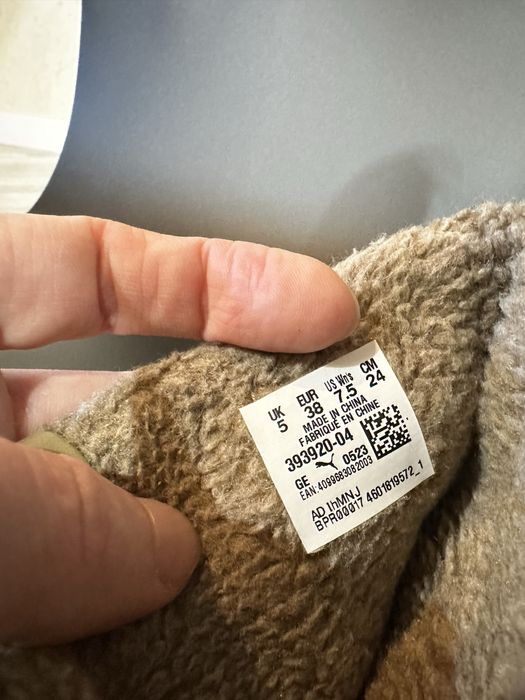 UK EUR US Wn's CM
5 38 7.5 24
MADE IN CHINA
FABRIQUÉ EN CHINE
393920-04
GE 0523
EAN:4099683082003
AD IhMNJ
BPR00017 4601819572_1